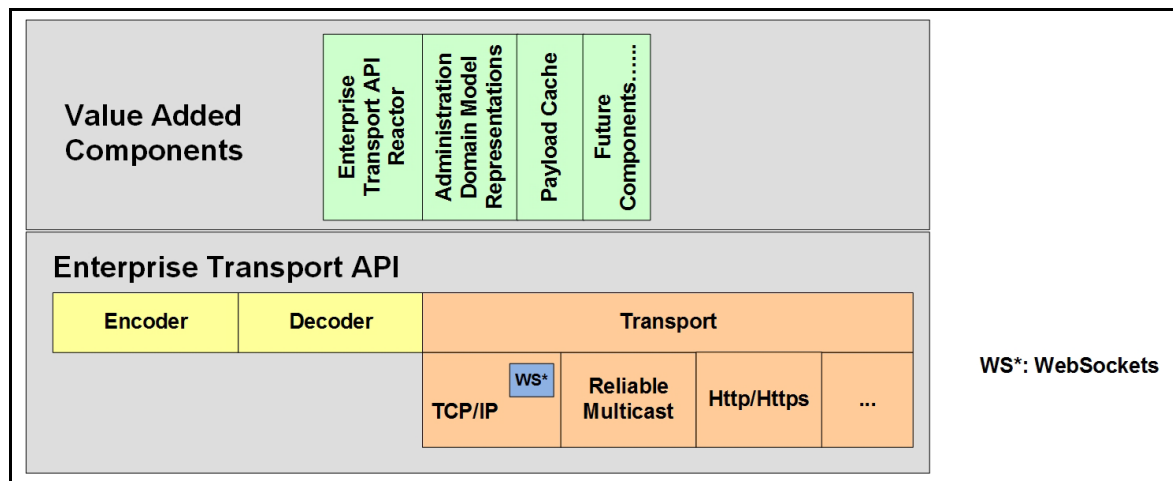 Value Added
Components
Enterprise
Transport API
Reactor
Administration
Domain Model
Representations
Payload Cache
Future
Components......
Enterprise Transport API
Encoder
Decoder
Transport
TCP/IP
WS*
Reliable
Multicast
Http/Https
...
WS*: WebSockets